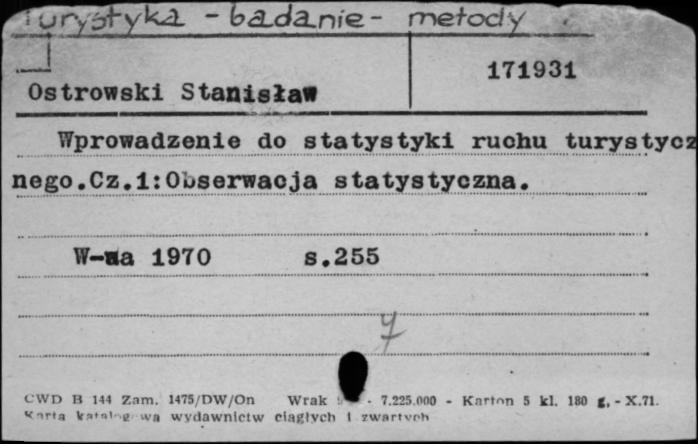 Turystyka - badanie - metody
171931
Ostrowski Stanisław
Wprowadzenie do statystyki ruchu turystycz
nego.Cz.1:Obserwacja statystyczna.
W-wa 1970 s.255
7
CWD B 144 Zam. 1475/DW/On Wrak - 7.225.000 - Karton 5 kl. 180 g. - X.71.
Karta katalogowa wydawnictw ciągłych i zwartych